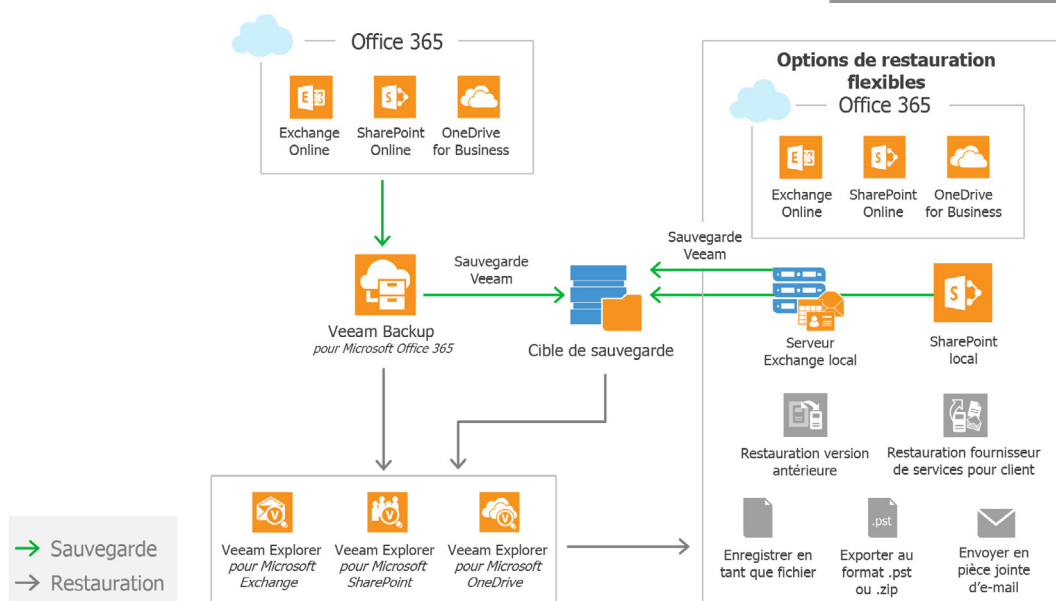 Office 365
Exchange
Online
SharePoint
Online
OneDrive
for Business
Veeam Backup
pour Microsoft Office 365
Sauvegarde
Veeam
Cible de sauvegarde
Sauvegarde
Veeam
Options de restauration
flexibles
Office 365
Exchange
Online
SharePoint
Online
OneDrive
for Business
Serveur
Exchange local
SharePoint
local
Restauration version
antérieure
Restauration fournisseur
de services pour client
Enregistrer en
tant que fichier
.pst
Exporter au
format .pst
ou .zip
Envoyer en
pièce jointe
d'e-mail
Veeam Explorer
pour Microsoft
Exchange
Veeam Explorer
pour Microsoft
SharePoint
Veeam Explorer
pour Microsoft
OneDrive
Sauvegarde
Restauration